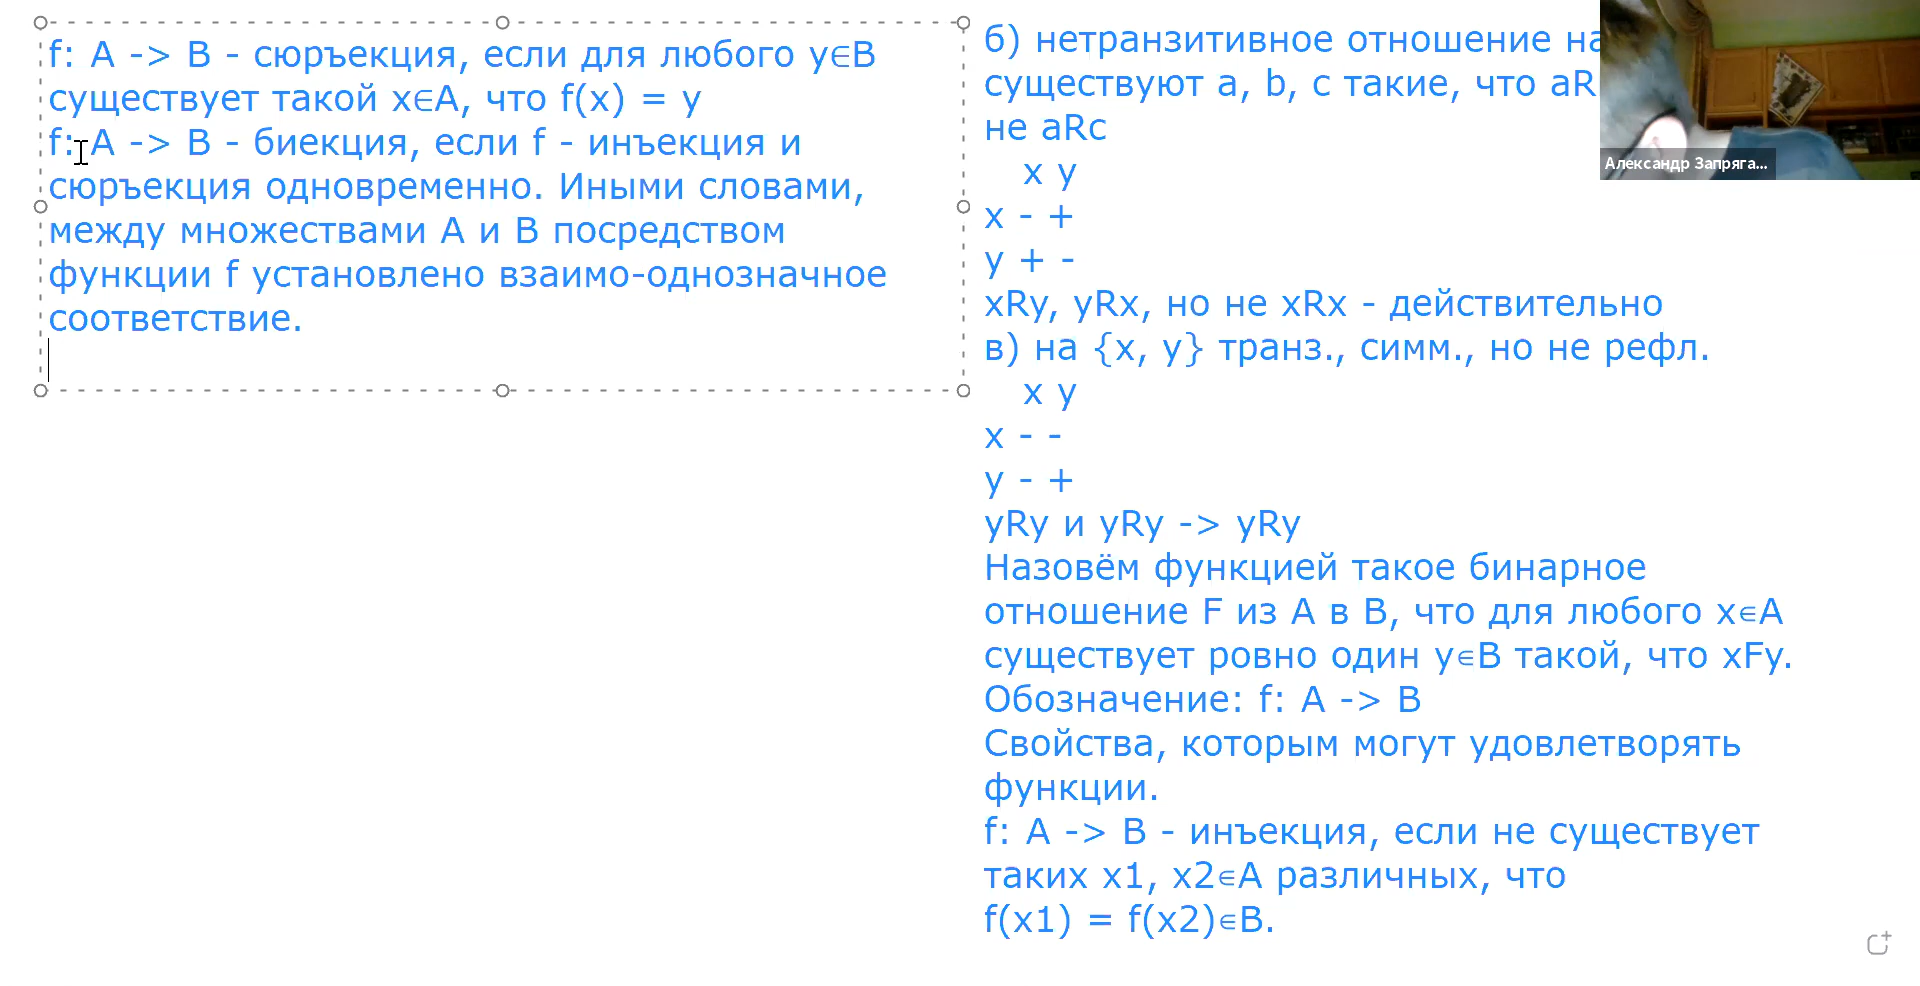 f: A -> B - сюръекция, если для любого y∈B
существует такой x∈A, что f(x) = y
f: A -> B - биекция, если f - инъекция и
сюръекция одновременно. Иными словами,
между множествами A и B посредством
функции f установлено взаимо-однозначное
соответствие.
б) нетранзитивное отношение на
существуют a, b, c такие, что aR
не aRc
x y
x - +
y + -
xRy, yRx, но не xRx - действительно
в) на {x, y} транз., симм., но не рефл.
x y
x - -
y - +
yRy и yRy -> yRy
Назовём функцией такое бинарное
отношение F из A в B, что для любого x∈A
существует ровно один y∈B такой, что xFy.
Обозначение: f: A -> B
Свойства, которым могут удовлетворять
функции.
f: A -> B - инъекция, если не существует
таких x1, x2∈A различных, что
f(x1) = f(x2)∈B.
Александр Запряга...